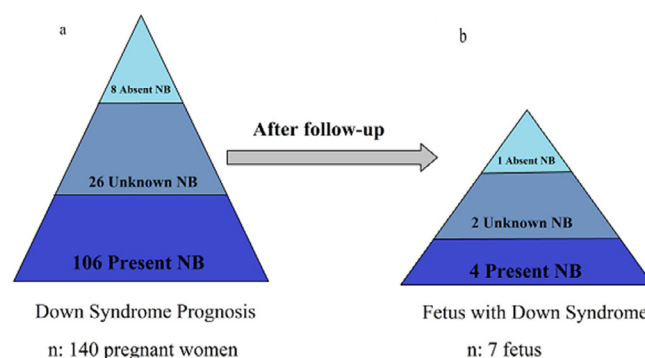 a
8 Absent NB
26 Unknown NB
106 Present NB
Down Syndrome Prognosis
n: 140 pregnant women
After follow-up
b
1 Absent NB
2 Unknown NB
4 Present NB
Fetus with Down Syndrome
n: 7 fetus